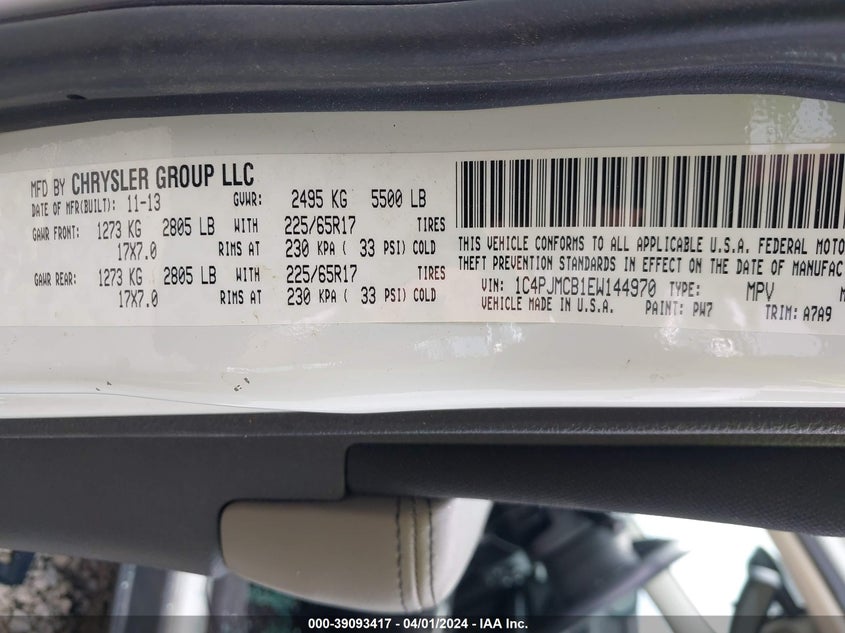 MFD BY CHRYSLER GROUP LLC
DATE OF MFR(BUILT): 11-13 GVWR: 2495 KG 5500 LB
GAWR FRONT: 1273 KG 2805 LB WITH 225/65R17 TIRES
17X7.0 RIMS AT 230 KPA ( 33 PSI) COLD
GAWR REAR: 1273 KG 2805 LB WITH 225/65R17 TIRES
17X7.0 RIMS AT 230 KPA ( 33 PSI) COLD
THIS VEHICLE CONFORMS TO ALL APPLICABLE U.S.A. FEDERAL MOTO
THEFT PREVENTION STANDARDS IN EFFECT ON THE DATE OF MANUFAC
VIN: 1C4PJMCB1EW144970 TYPE: MPV
VEHICLE MADE IN U.S.A. PAINT: PW7 TRIM: A7A9
000-39093417 - 04/01/2024 - © IAA Inc.